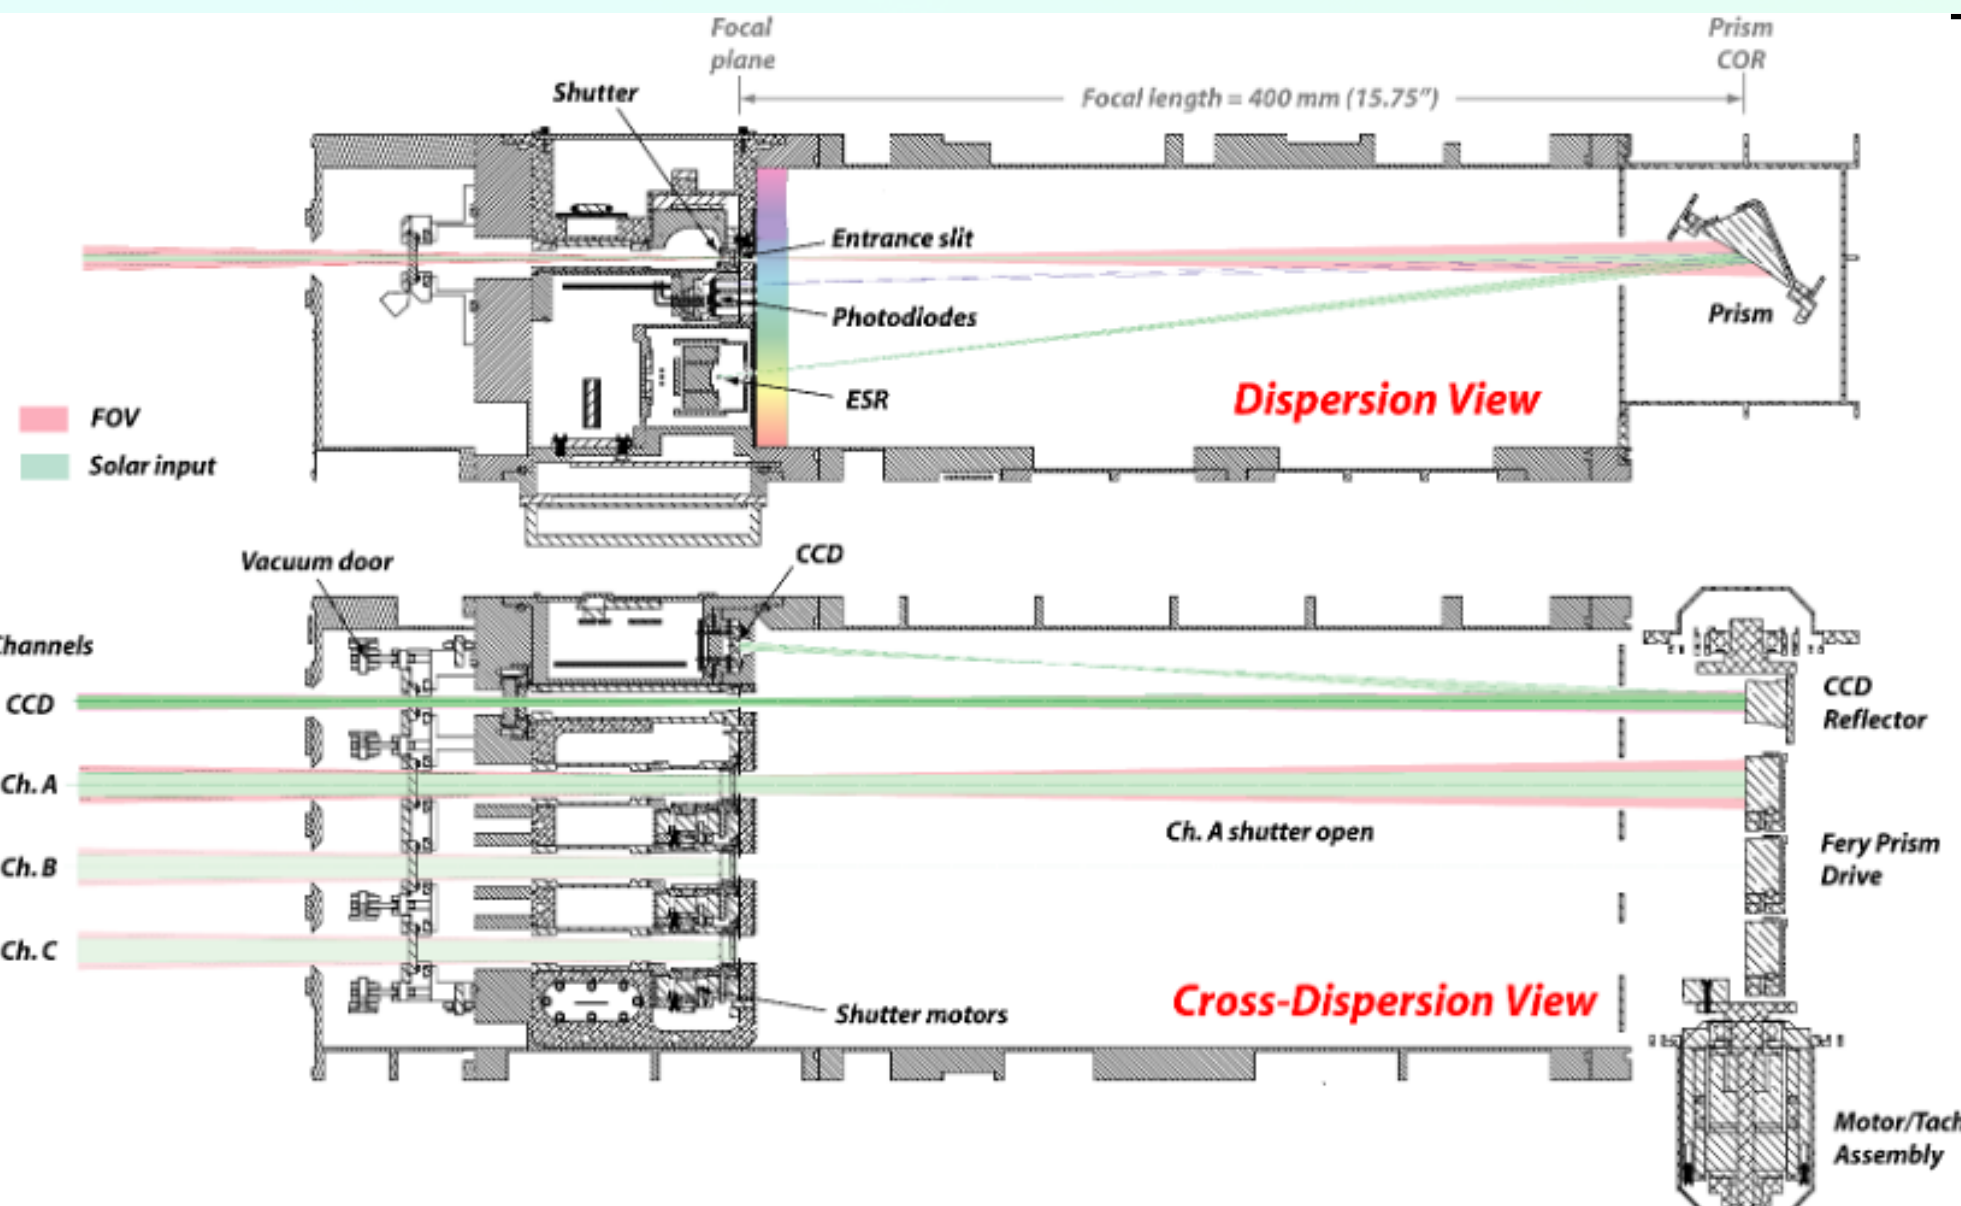 Focal
plane
Prism
COR
Shutter
Focal length = 400 mm (15.75")
Entrance slit
Photodiodes
Prism
ESR
Dispersion View
FOV
Solar input
Vacuum door
CCD
Channels
CCD
CCD
Reflector
Ch. A
Ch. A shutter open
Fery Prism
Drive
Ch. B
Ch. C
Cross-Dispersion View
Shutter motors
Motor/Tach
Assembly